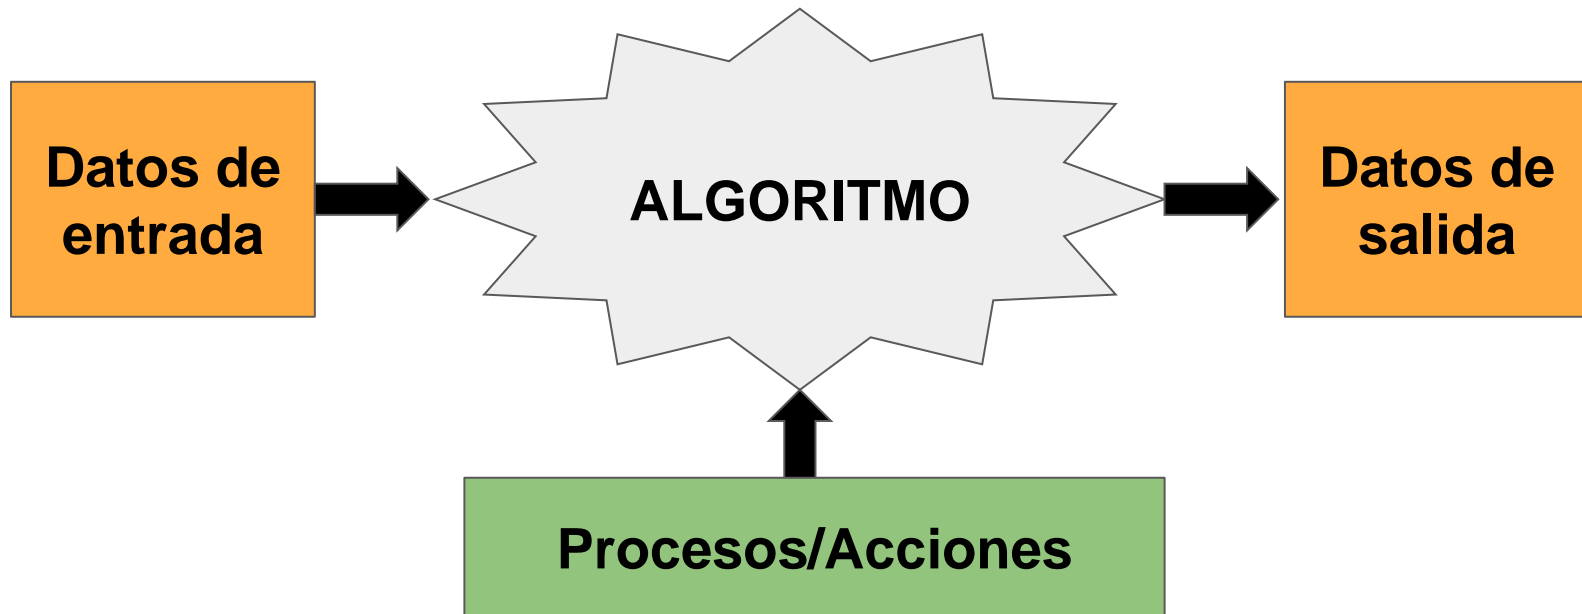 Datos de
entrada
ALGORITMO
Datos de
salida
Procesos/Acciones